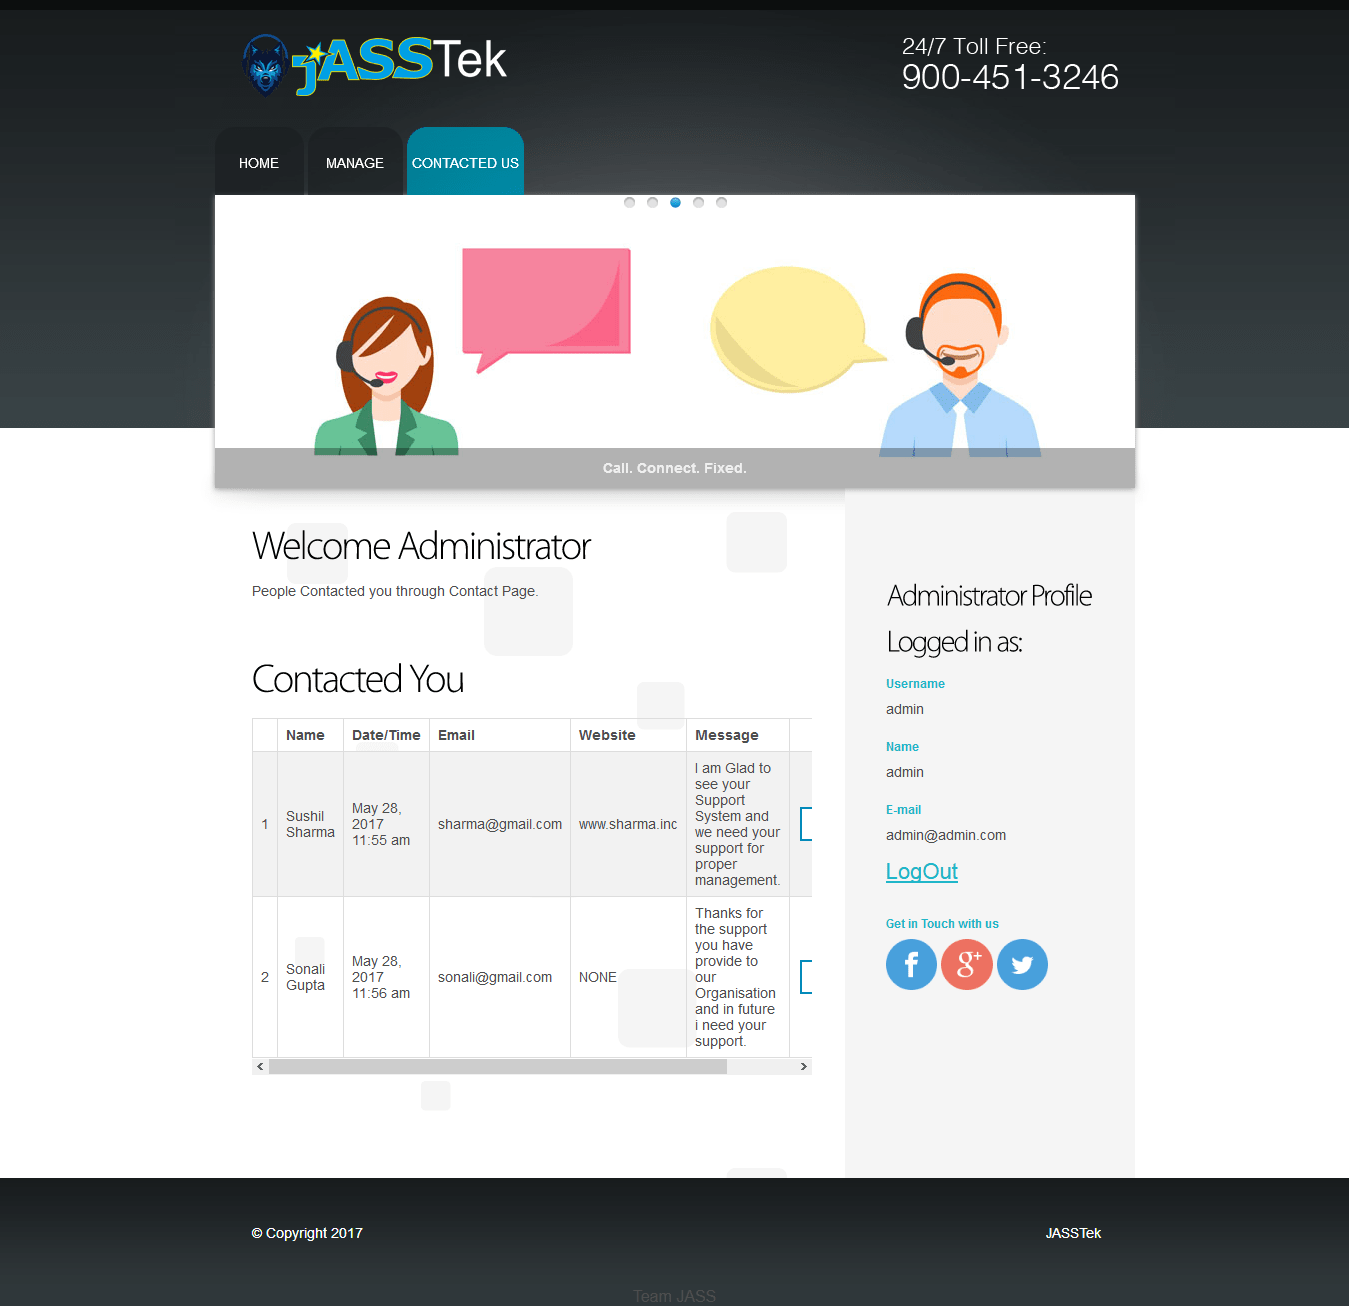 jASSTek
24/7 Toll Free:
900-451-3246
HOME
MANAGE
CONTACTED US
Call. Connect. Fixed.
Welcome Administrator
People Contacted you through Contact Page.
Contacted You
Name Date/Time Email Website Message
1 Sushil Sharma May 28, 2017 11:55 am sharma@gmail.com www.sharma.inc I am Glad to see your Support System and we need your support for proper management.
2 Sonali Gupta May 28, 2017 11:56 am sonali@gmail.com NONE Thanks for the support you have provide to our Organisation and in future i need your support.
Administrator Profile
Logged in as:
Username
admin
Name
admin
E-mail
admin@admin.com
LogOut
Get in Touch with us
f g+
© Copyright 2017
JASSTek
Team JASS